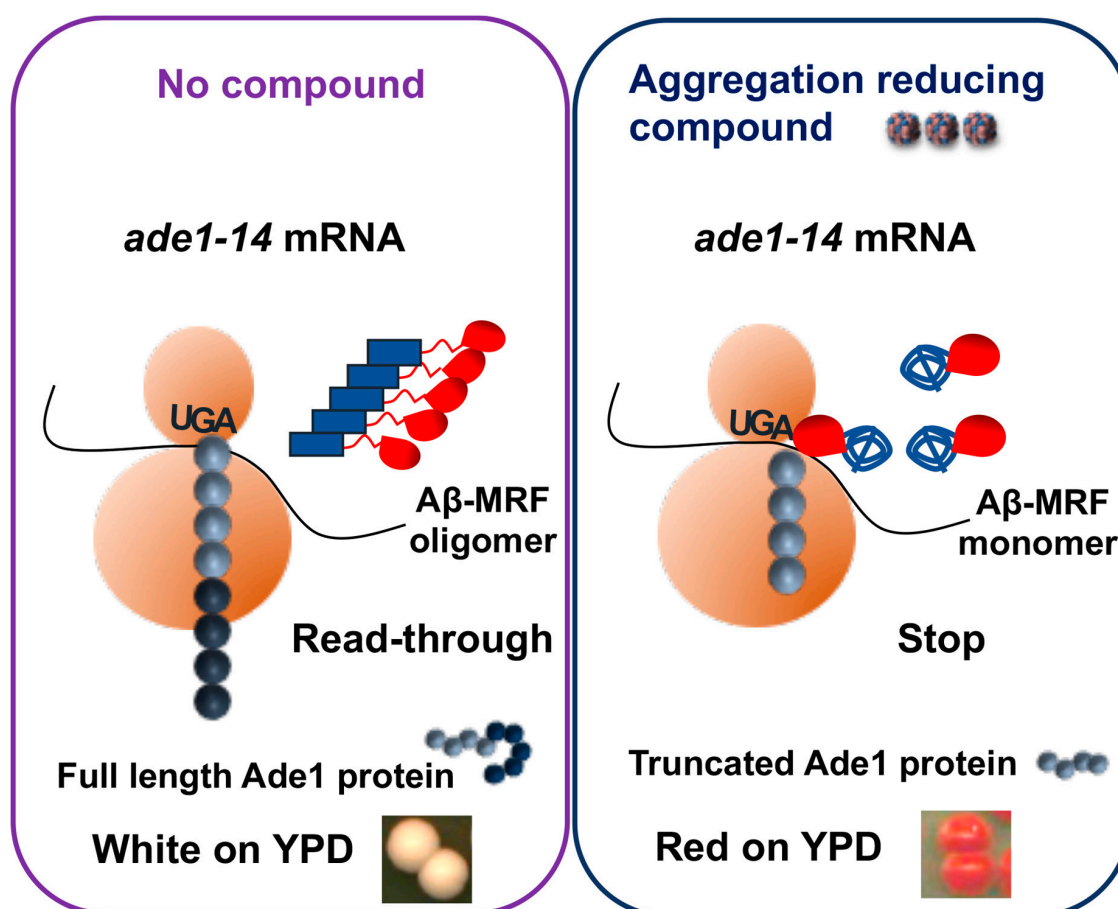 No compound
ade1-14 mRNA
UGA
Aβ-MRF
oligomer
Read-through
Full length Ade1 protein
White on YPD
Aggregation reducing
compound
ade1-14 mRNA
UGA
Aβ-MRF
monomer
Stop
Truncated Ade1 protein
Red on YPD